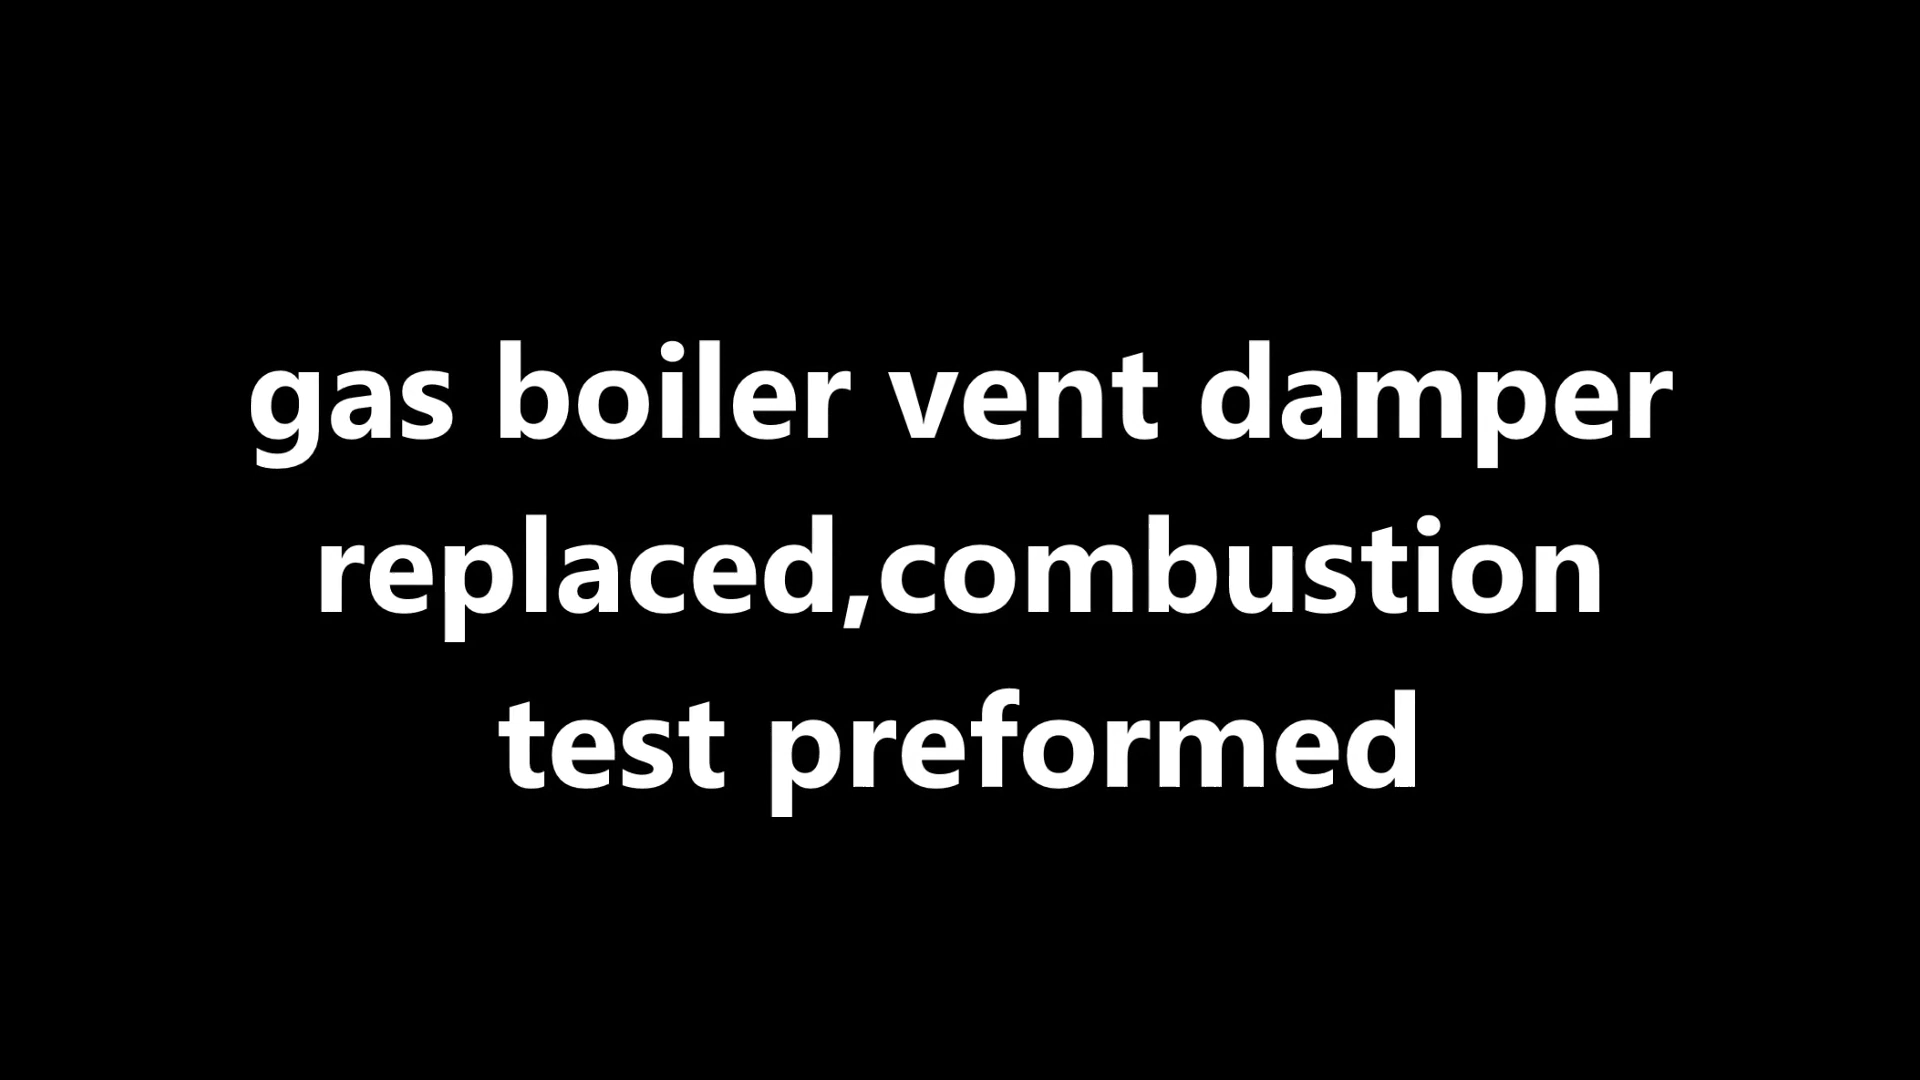 gas boiler vent damper
replaced,combustion
test preformed